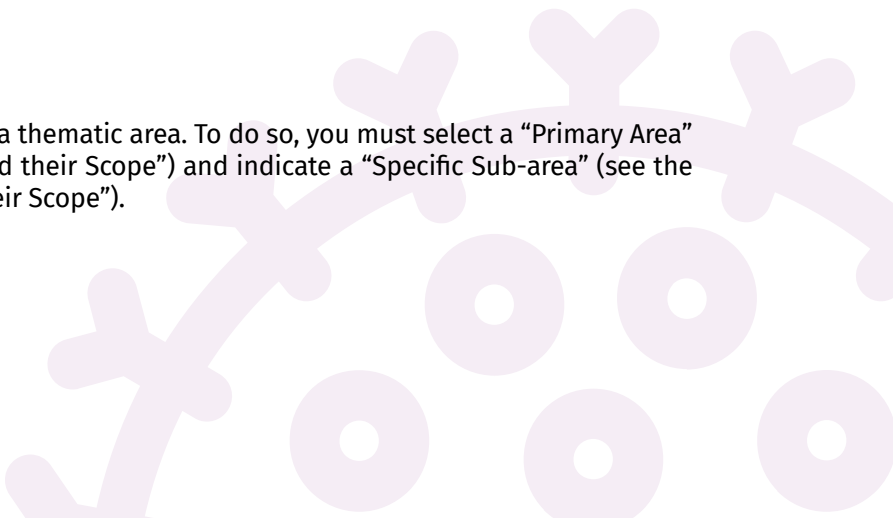 a thematic area. To do so, you must select a “Primary Area”
d their Scope”) and indicate a “Specific Sub-area” (see the
eir Scope”).